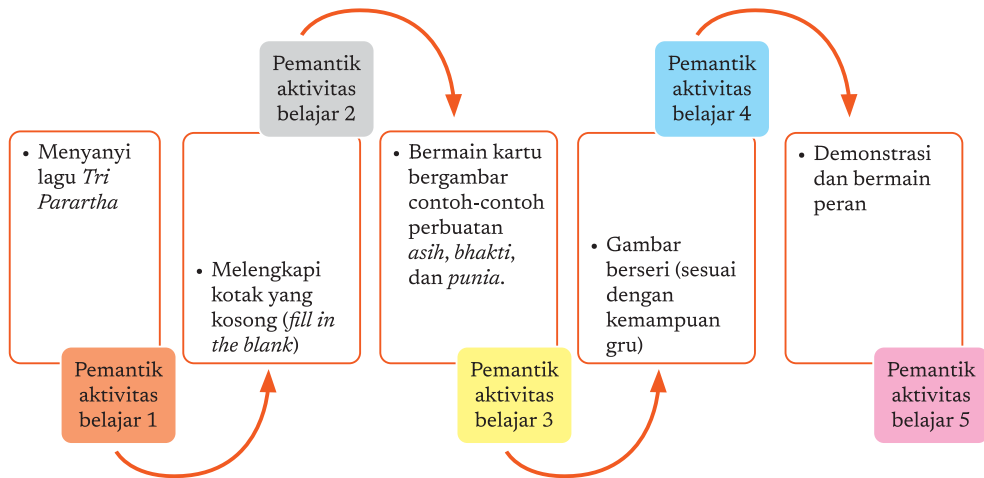 • Menyanyi
lagu Tri
Parartha
Pemantik
aktivitas
belajar 1
Pemantik
aktivitas
belajar 2
• Melengkapi
kotak yang
kosong (fill in
the blank)
• Bermain kartu
bergambar
contoh-contoh
perbuatan
asih, bhakti,
dan punia.
Pemantik
aktivitas
belajar 3
Pemantik
aktivitas
belajar 4
• Gambar
berseri (sesuai
dengan
kemampuan
gru)
• Demonstrasi
dan bermain
peran
Pemantik
aktivitas
belajar 5